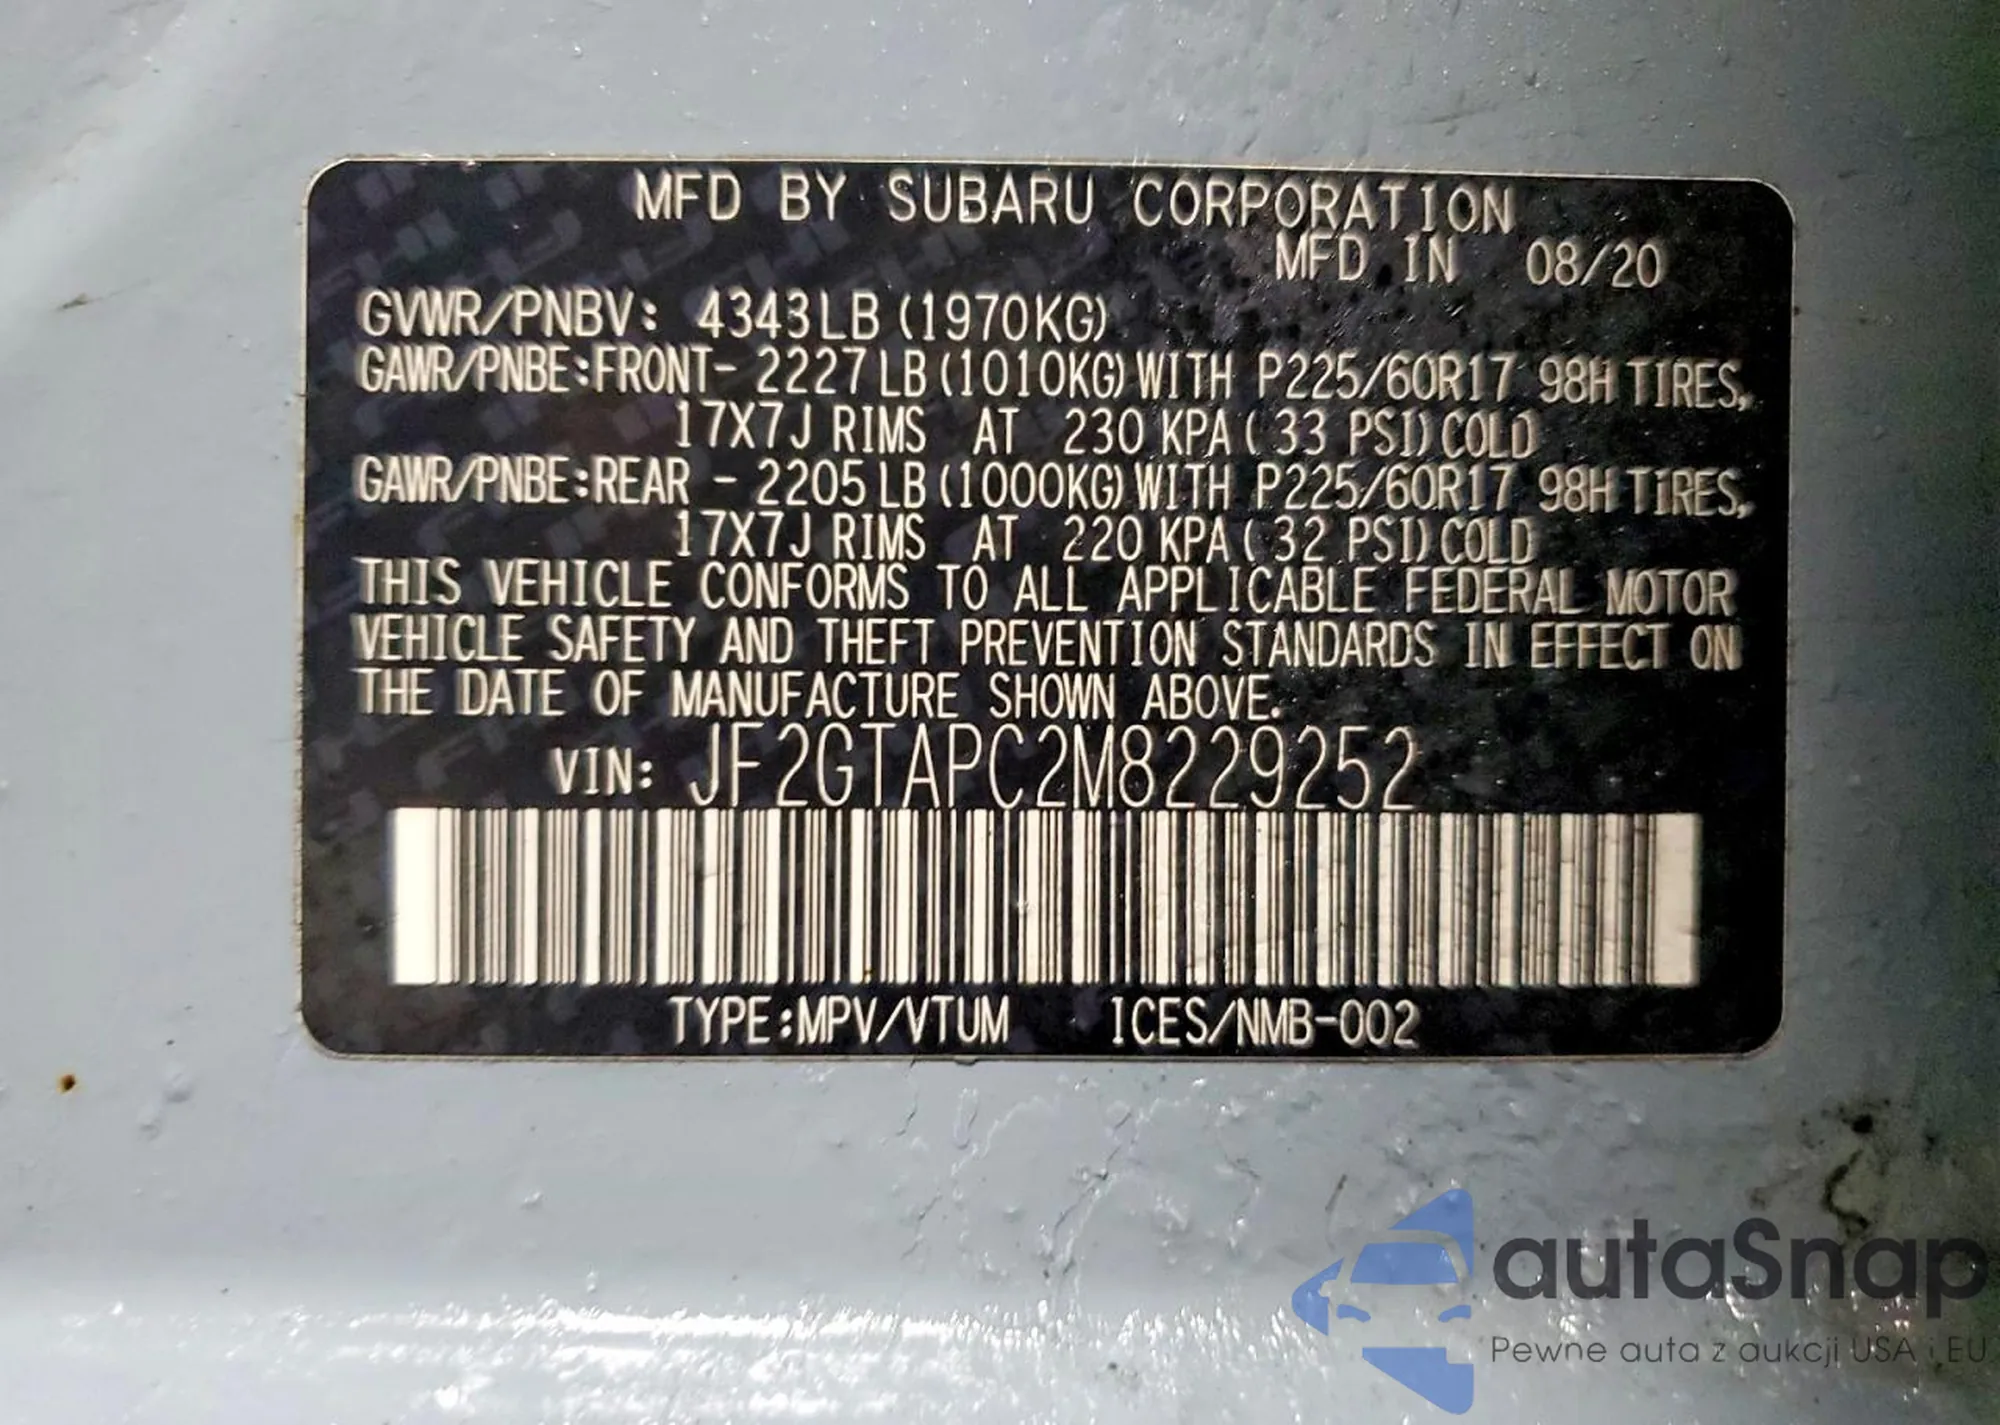 MFD BY SUBARU CORPORATION
MFD IN 08/20
GVWR/PNBV: 4343LB (1970KG)
GAWR/PNBE:FRONT- 2227LB (1010KG) WITH P225/60R17 98H TIRES,
17X7J RIMS AT 230 KPA ( 33 PSI) COLD
GAWR/PNBE:REAR - 2205LB (1000KG) WITH P225/60R17 98H TIRES,
17X7J RIMS AT 220 KPA ( 32 PSI) COLD
THIS VEHICLE CONFORMS TO ALL APPLICABLE FEDERAL MOTOR
VEHICLE SAFETY AND THEFT PREVENTION STANDARDS IN EFFECT ON
THE DATE OF MANUFACTURE SHOWN ABOVE.
VIN: JF2GTAPC2M8229252
TYPE:MPV/VTUM ICES/NMB-002
autaSnap
Pewne auta z aukcji USA i EU